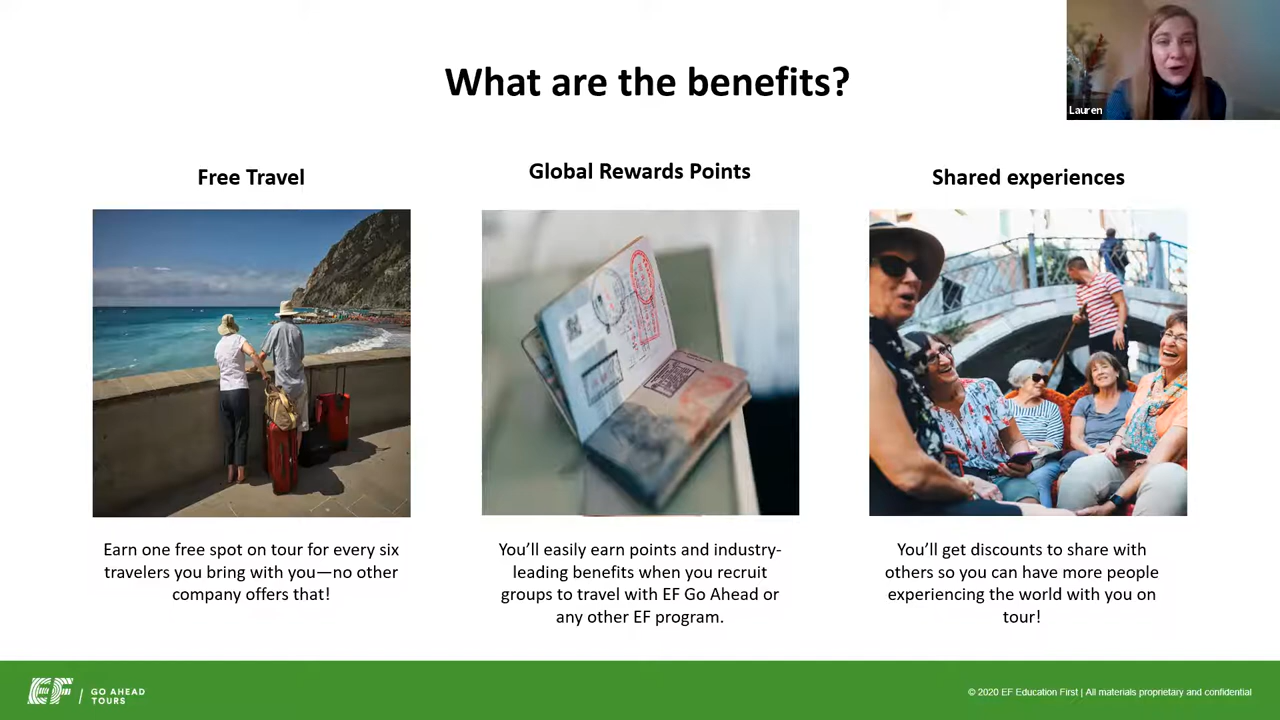 What are the benefits?
Lauren
Free Travel
Global Rewards Points
Shared experiences
Earn one free spot on tour for every six
travelers you bring with you—no other
company offers that!
You’ll easily earn points and industry-
leading benefits when you recruit
groups to travel with EF Go Ahead or
any other EF program.
You’ll get discounts to share with
others so you can have more people
experiencing the world with you on
tour!
EF / GO AHEAD
TOURS
© 2020 EF Education First | All materials proprietary and confidential